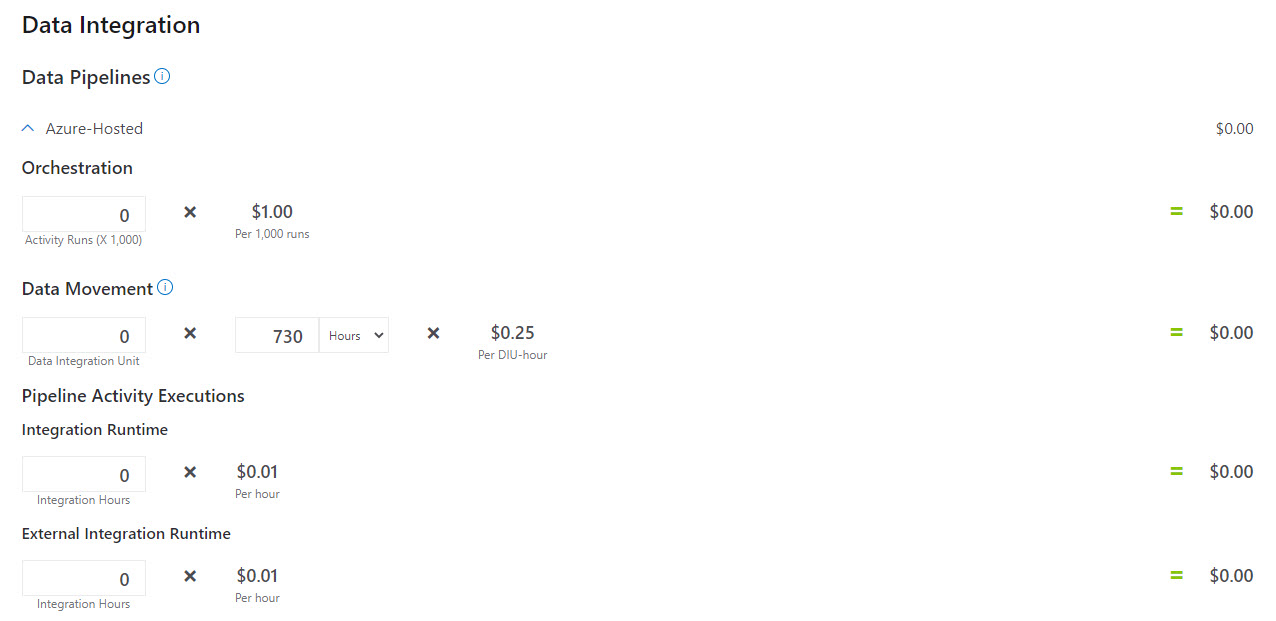 Data Integration
Data Pipelines
Azure-Hosted $0.00
Orchestration
0 × $1.00 = $0.00
Activity Runs (X 1,000) Per 1,000 runs
Data Movement
0 × 730 Hours × $0.25 = $0.00
Data Integration Unit Per DIU-hour
Pipeline Activity Executions
Integration Runtime
0 × $0.01 = $0.00
Integration Hours Per hour
External Integration Runtime
0 × $0.01 = $0.00
Integration Hours Per hour